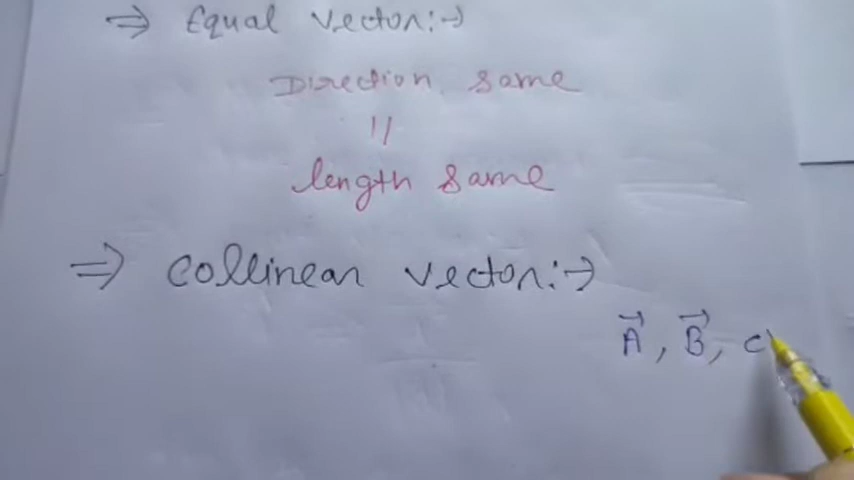 ⇒ Equal vector:→
Direction same
//
length same
⇒ collinear vector:→
A⃗, B⃗, c